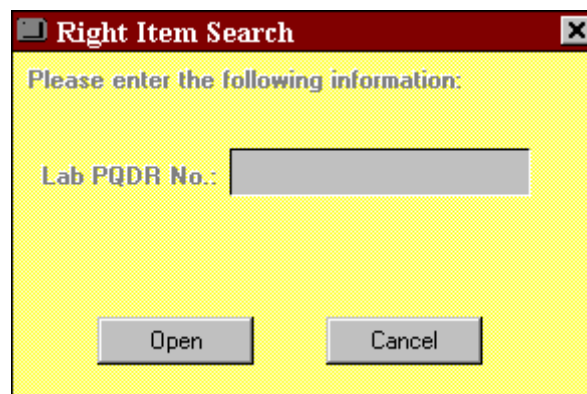 Right Item Search
Please enter the following information:
Lab PQDR No.:
Open
Cancel